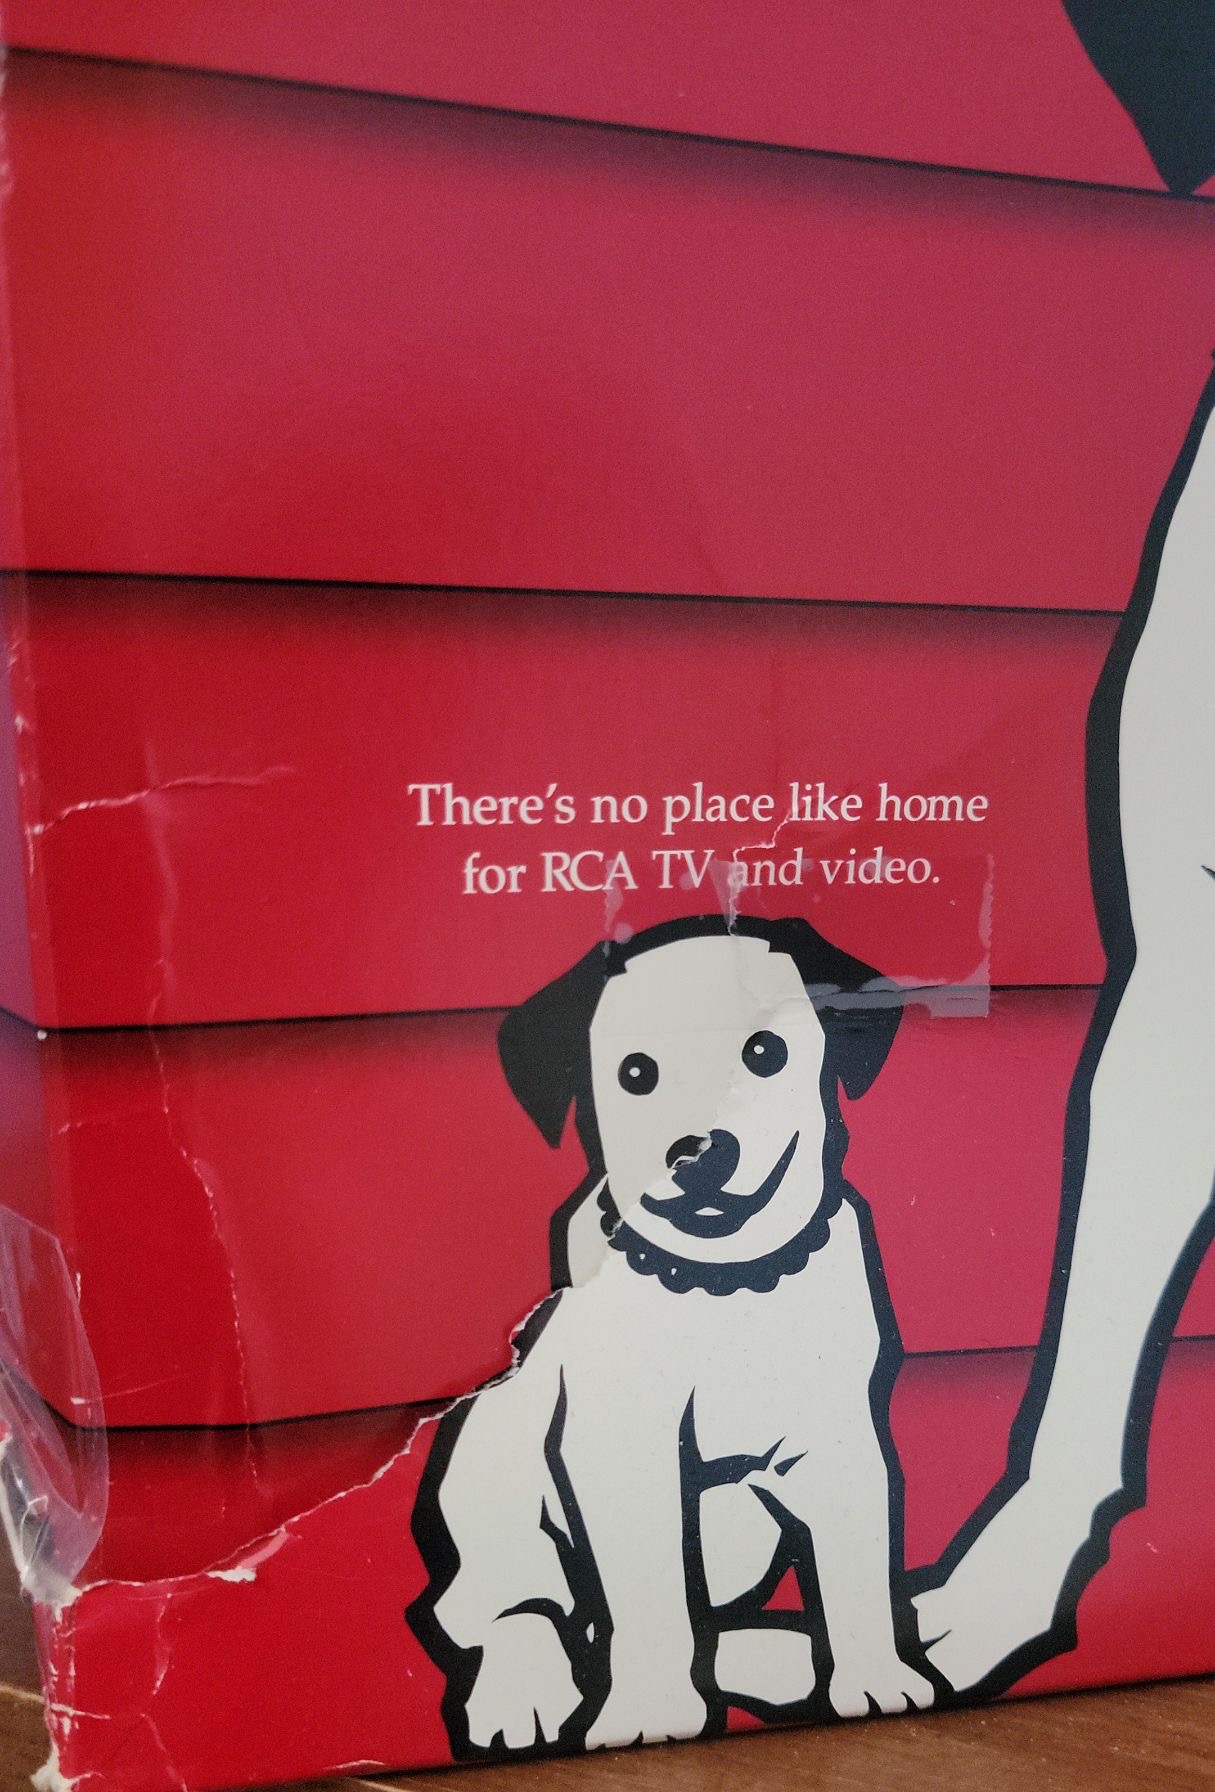 There's no place like home
for RCA TV and video.